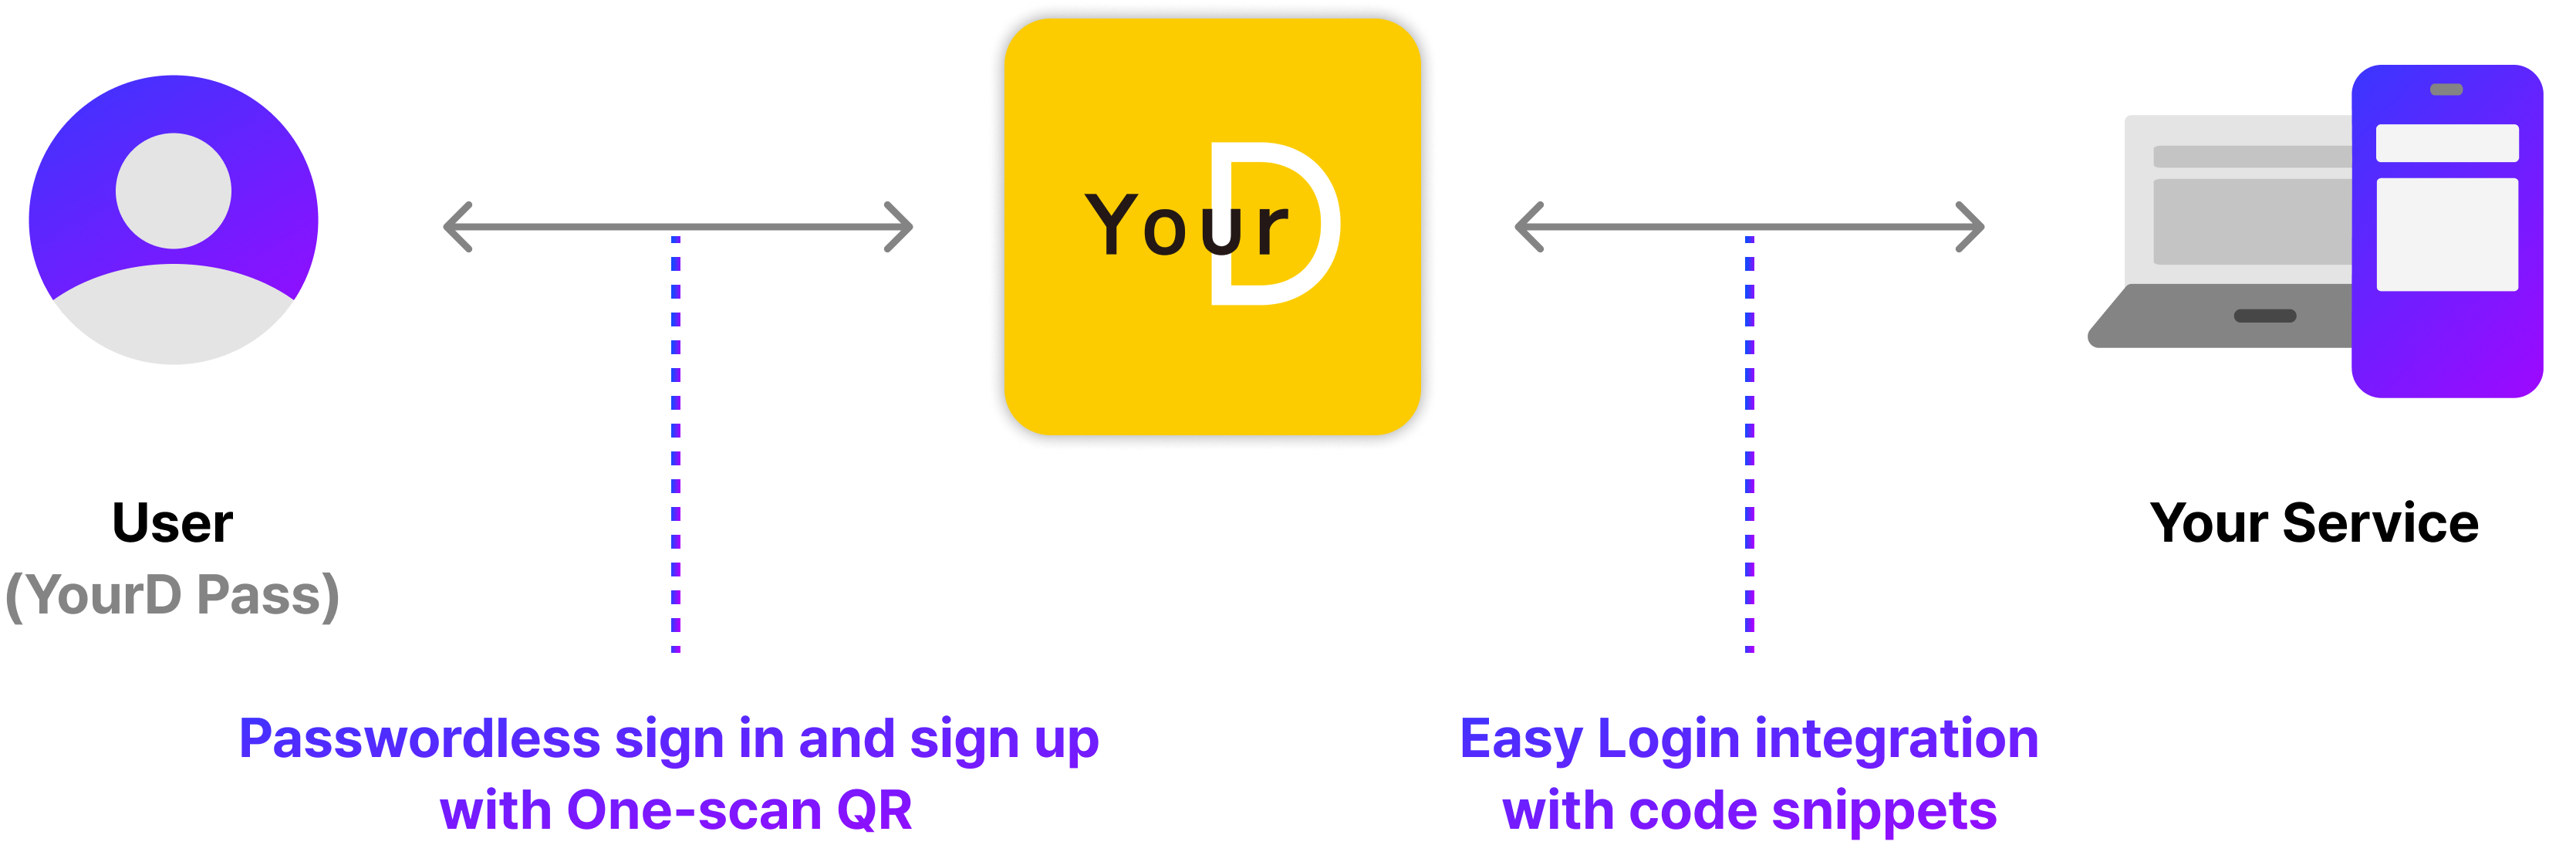 Your D
User
(YourD Pass)
Your Service
Passwordless sign in and sign up
with One-scan QR
Easy Login integration
with code snippets